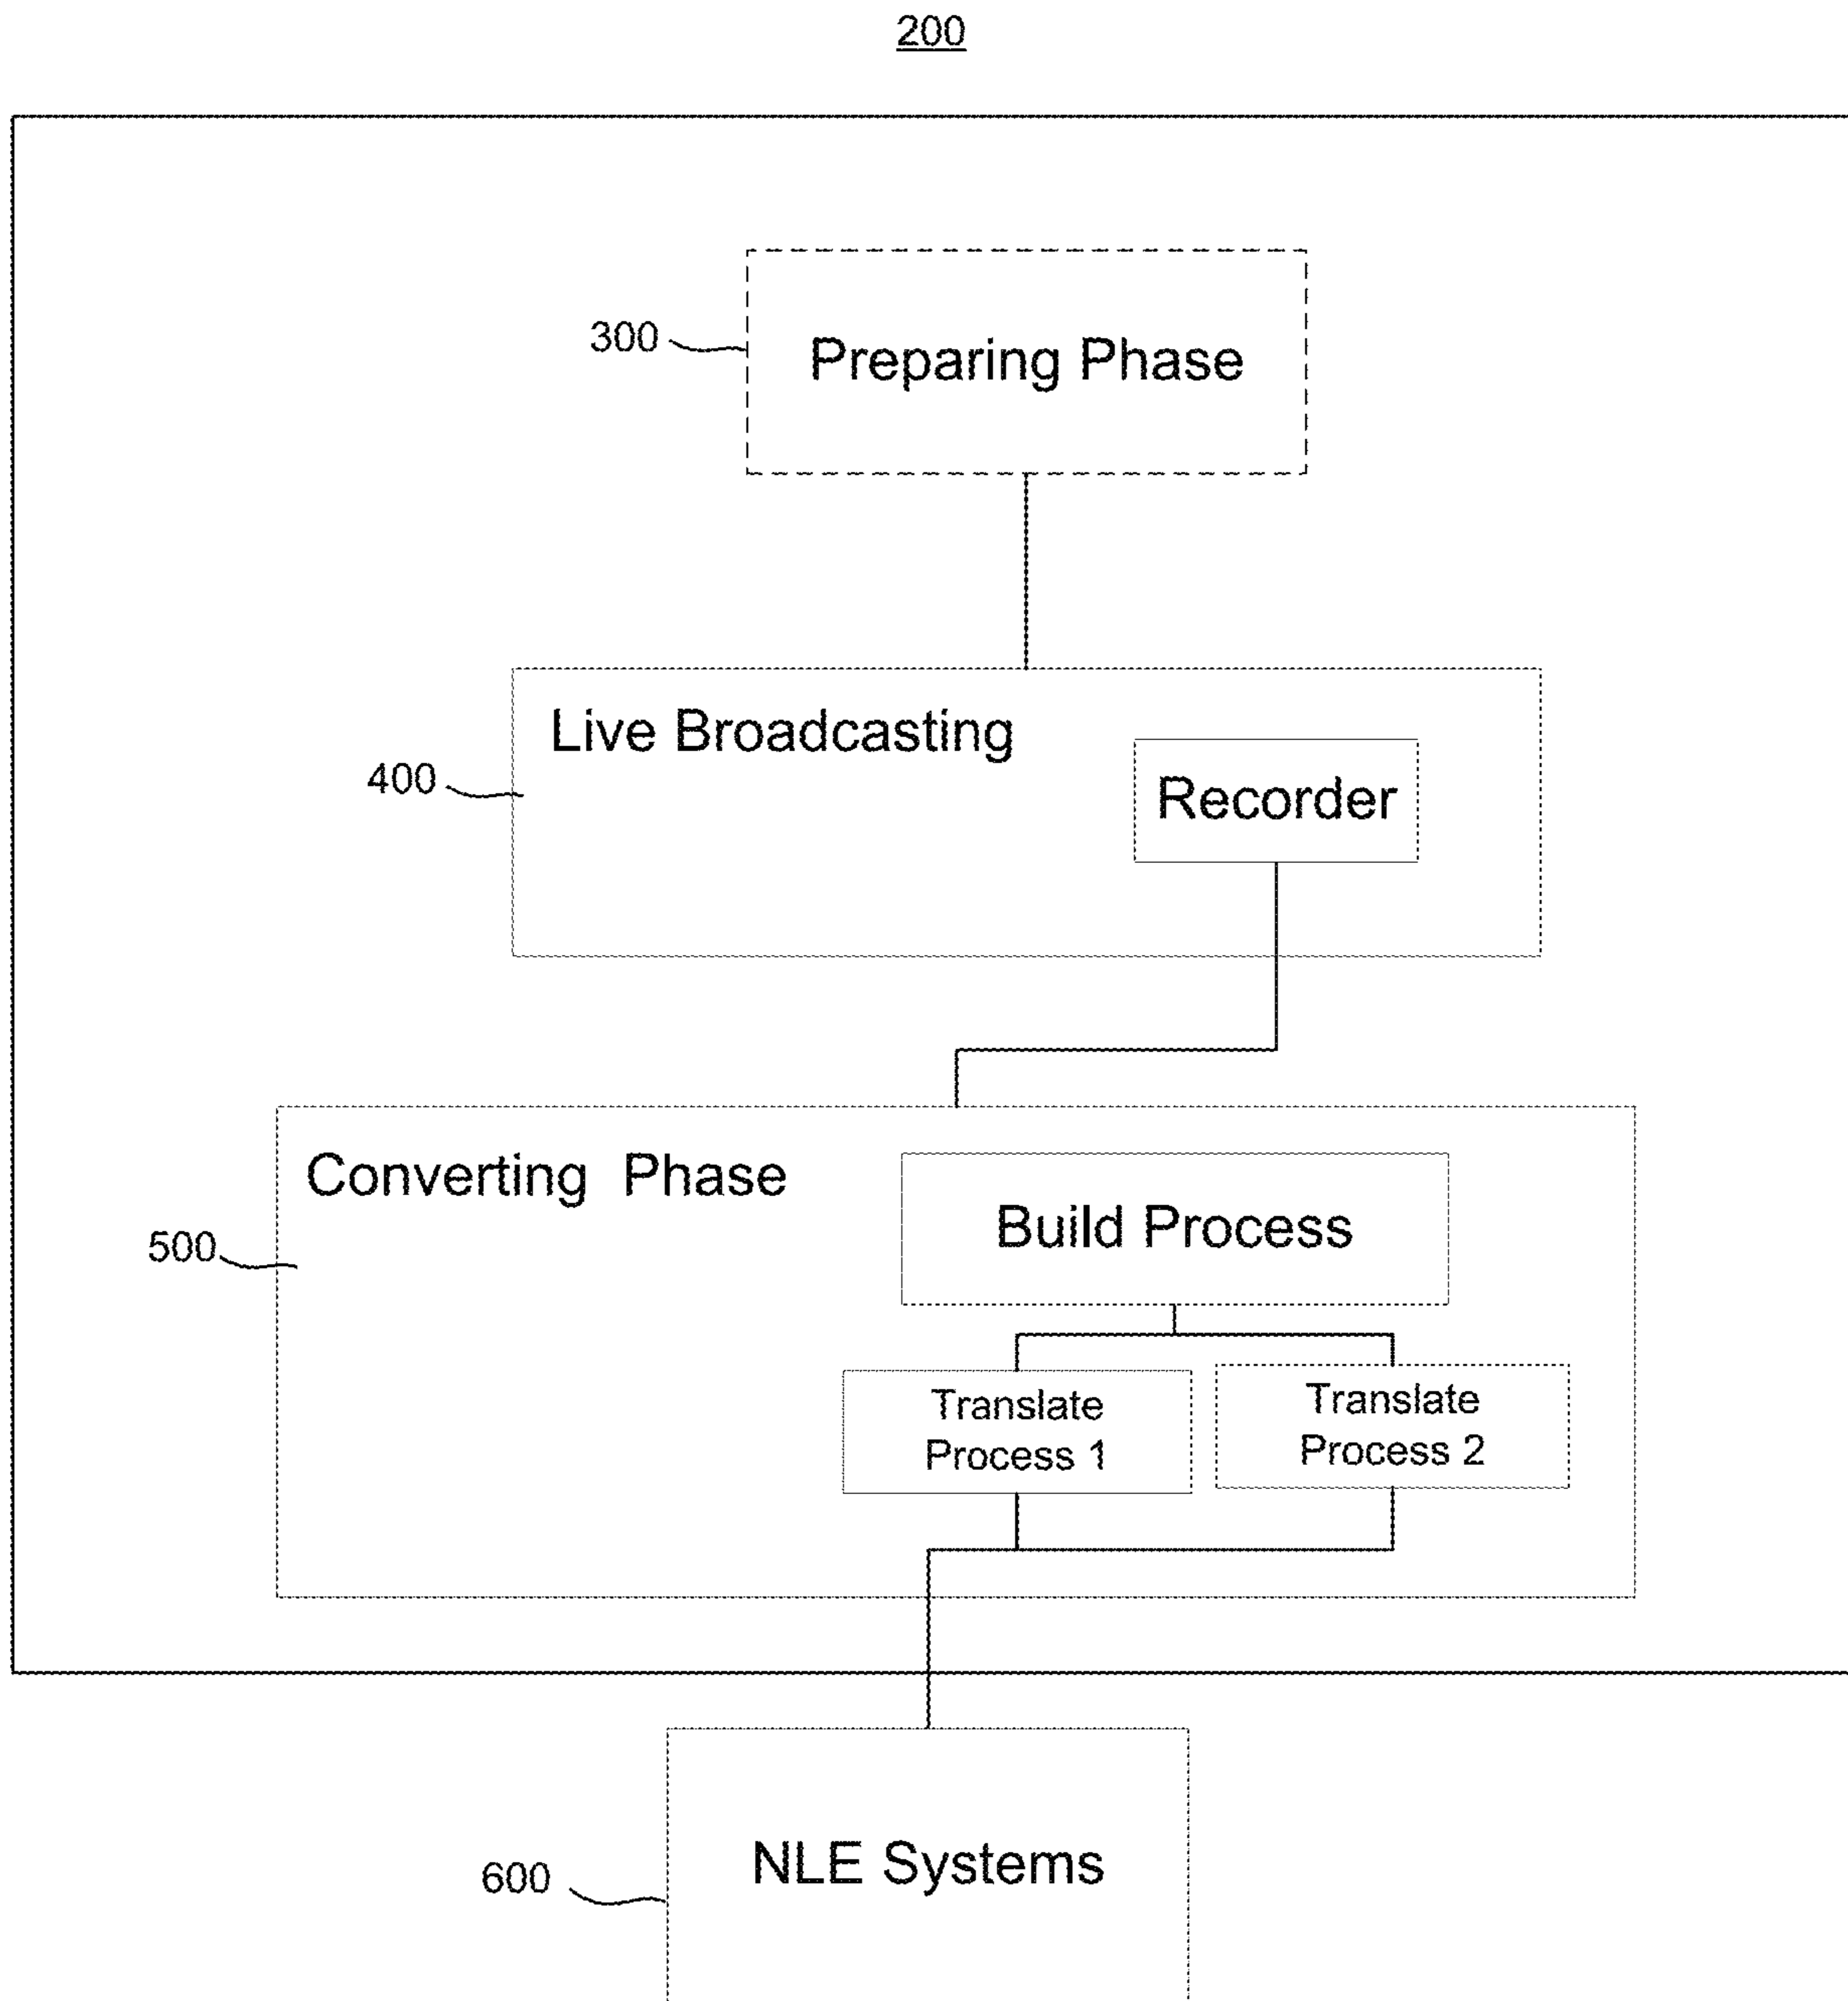 200
300
Preparing Phase
Live Broadcasting
400
Recorder
Converting Phase
Build Process
500
Translate
Process 1
Translate
Process 2
NLE Systems
600